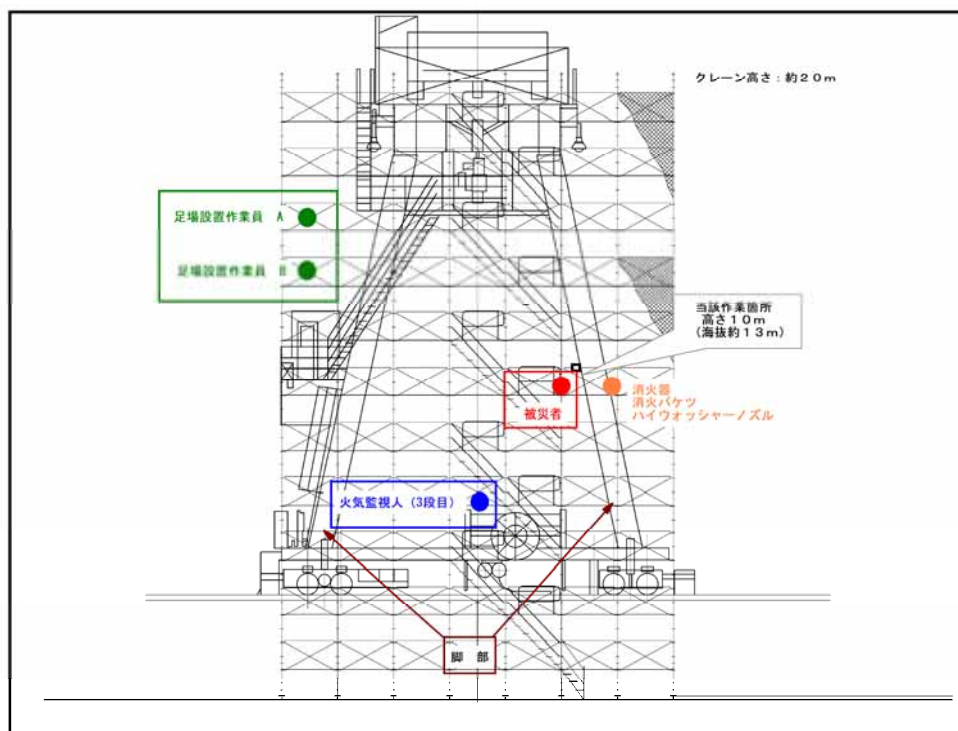 クレーン高さ：約２０ｍ
足場設置作業員　A
足場設置作業員　B
当該作業箇所
高さ１０ｍ
（海抜約１３ｍ）
消火器
消火バケツ
ハイウォッシャーノズル
被災者
火気監視人（3段目）
脚　部